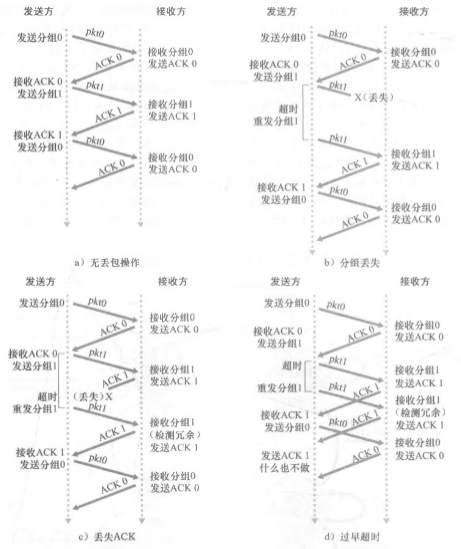 发送方 接收方
发送分组0
pkt0
接收分组0
发送ACK 0
ACK 0
接收ACK 0
发送分组1
pkt1
接收分组1
发送ACK 1
ACK 1
接收ACK 1
发送分组0
pkt0
接收分组0
发送ACK 0
ACK 0
a）无丢包操作
发送方 接收方
发送分组0
pkt0
接收分组0
发送ACK 0
ACK 0
接收ACK 0
发送分组1
pkt1
X(丢失)
超时
重发分组1
pkt1
接收分组1
发送ACK 1
ACK 1
接收ACK 1
发送分组0
pkt0
接收分组0
发送ACK 0
ACK 0
b）分组丢失
发送方 接收方
发送分组0
pkt0
接收分组0
发送ACK 0
ACK 0
接收ACK 0
发送分组1
pkt1
接收分组1
发送ACK 1
ACK 1
(丢失)X
超时
重发分组1
pkt1
接收分组1
(检测冗余)
发送ACK 1
ACK 1
接收ACK 1
发送分组0
pkt0
接收分组0
发送ACK 0
ACK 0
c）丢失ACK
发送方 接收方
发送分组0
pkt0
接收分组0
发送ACK 0
ACK 0
接收ACK 0
发送分组1
pkt1
超时
重发分组1
pkt1
接收分组1
发送ACK 1
ACK 1
接收分组1
(检测冗余)
发送ACK 1
接收ACK 1
发送分组0
pkt0
ACK 1
接收分组0
发送ACK 0
发送ACK 1
什么也不做
ACK 0
d）过早超时